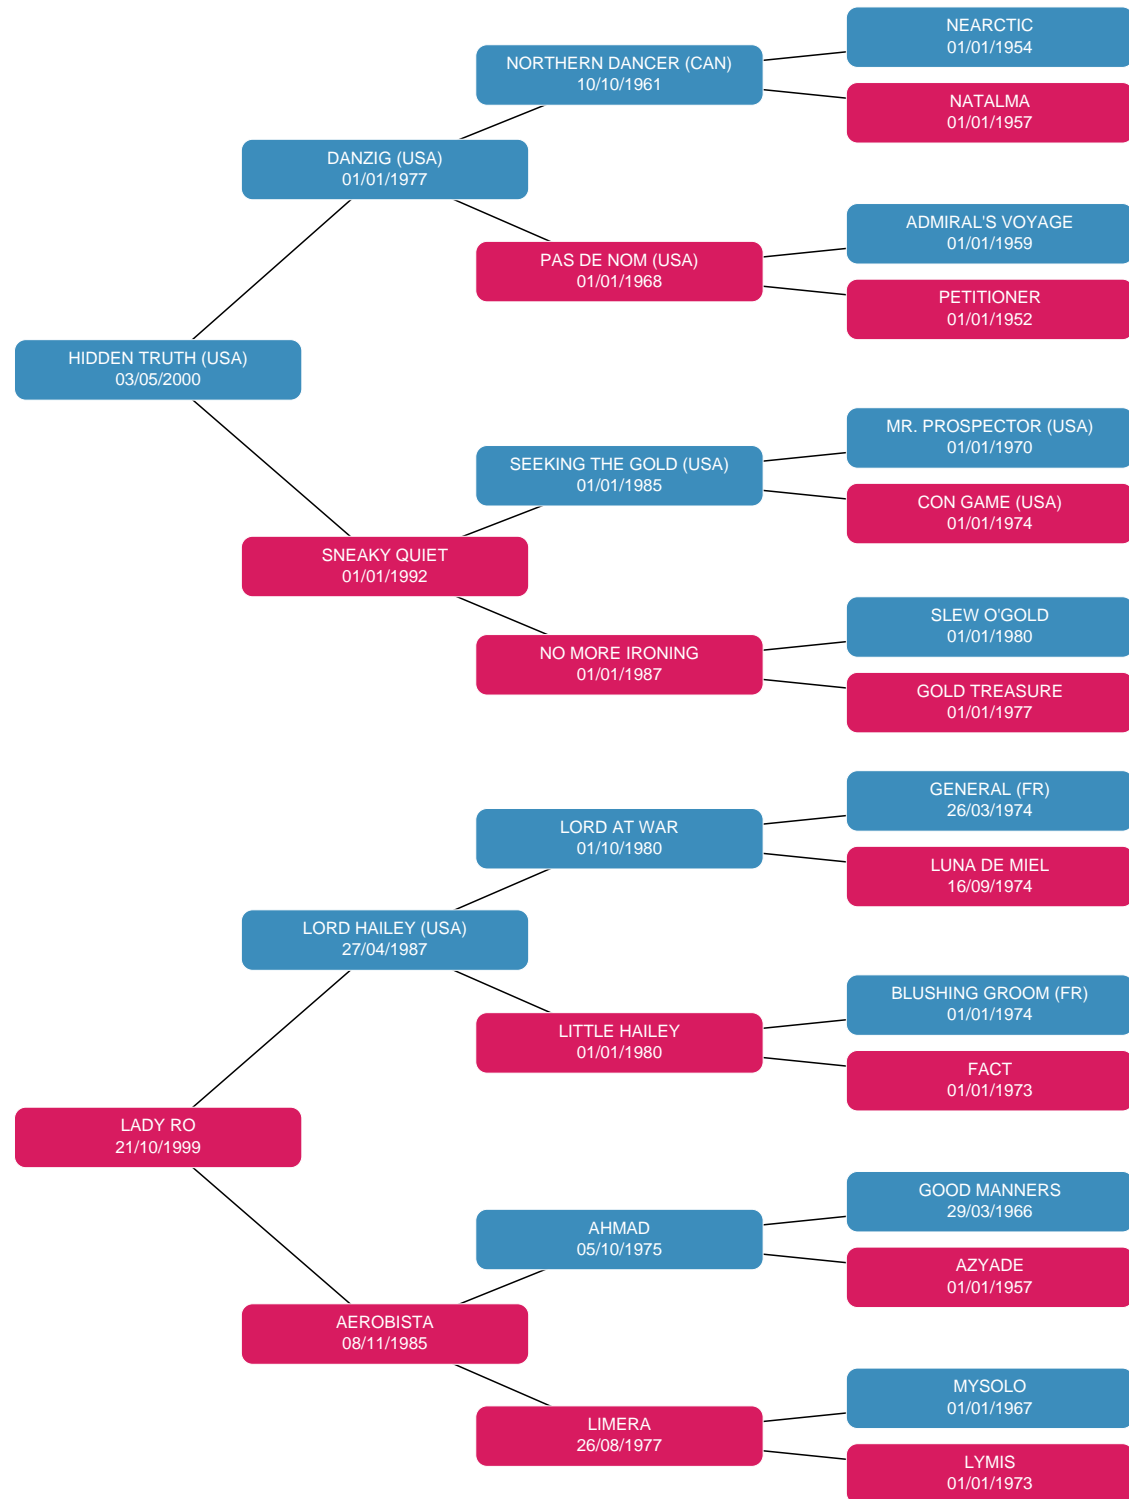 NEARCTIC
01/01/1954
NORTHERN DANCER (CAN)
10/10/1961
NATALMA
01/01/1957
DANZIG (USA)
01/01/1977
ADMIRAL'S VOYAGE
01/01/1959
PAS DE NOM (USA)
01/01/1968
PETITIONER
01/01/1952
HIDDEN TRUTH (USA)
03/05/2000
MR. PROSPECTOR (USA)
01/01/1970
SEEKING THE GOLD (USA)
01/01/1985
CON GAME (USA)
01/01/1974
SNEAKY QUIET
01/01/1992
SLEW O'GOLD
01/01/1980
NO MORE IRONING
01/01/1987
GOLD TREASURE
01/01/1977
GENERAL (FR)
26/03/1974
LORD AT WAR
01/10/1980
LUNA DE MIEL
16/09/1974
LORD HAILEY (USA)
27/04/1987
BLUSHING GROOM (FR)
01/01/1974
LITTLE HAILEY
01/01/1980
FACT
01/01/1973
LADY RO
21/10/1999
GOOD MANNERS
29/03/1966
AHMAD
05/10/1975
AZYADE
01/01/1957
AEROBISTA
08/11/1985
MYSOLO
01/01/1967
LIMERA
26/08/1977
LYMIS
01/01/1973